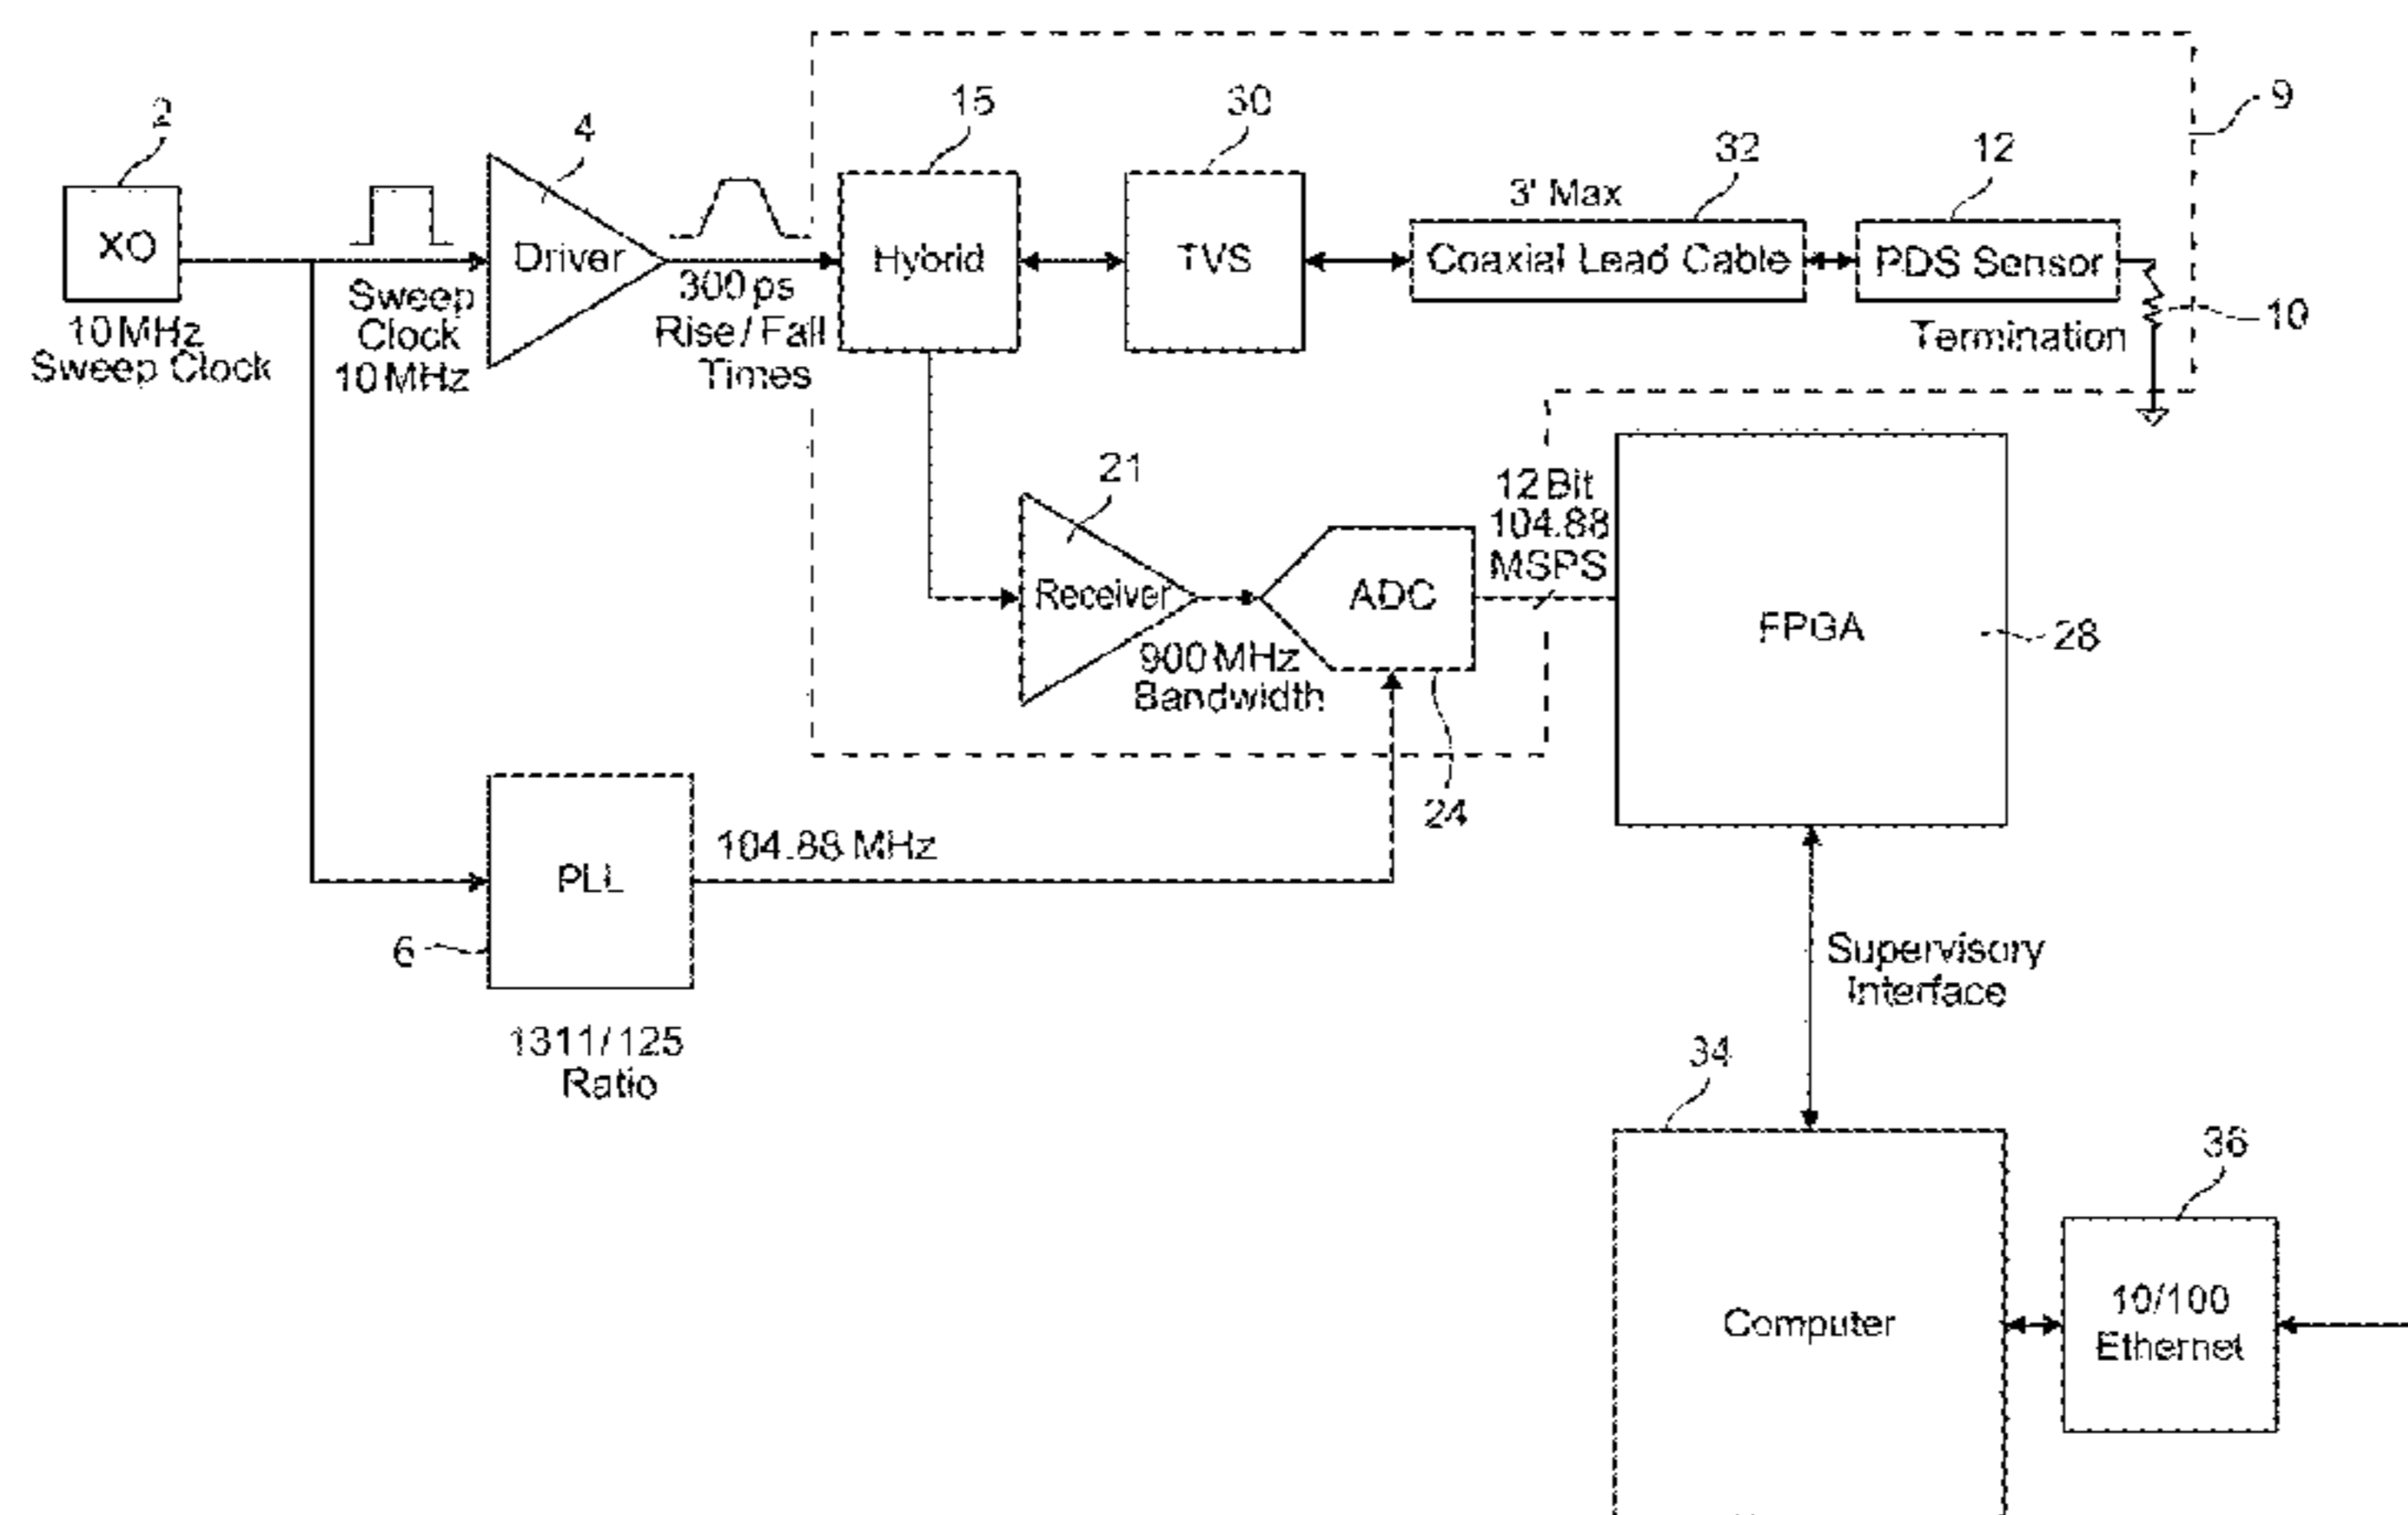 2
XO
10 MHz
Sweep Clock
Sweep
Clock
10 MHz
4
Driver
300 ps
Rise / Fall
Times
15
Hybrid
30
TVS
3' Max
32
Coaxial Lead Cable
12
PDS Sensor
9
10
Termination
21
Receiver
900 MHz
Bandwidth
ADC
24
12 Bit
104.88
MSPS
FPGA
28
PLL
6
104.88 MHz
1311/125
Ratio
Supervisory
Interface
34
Computer
36
10/100
Ethernet